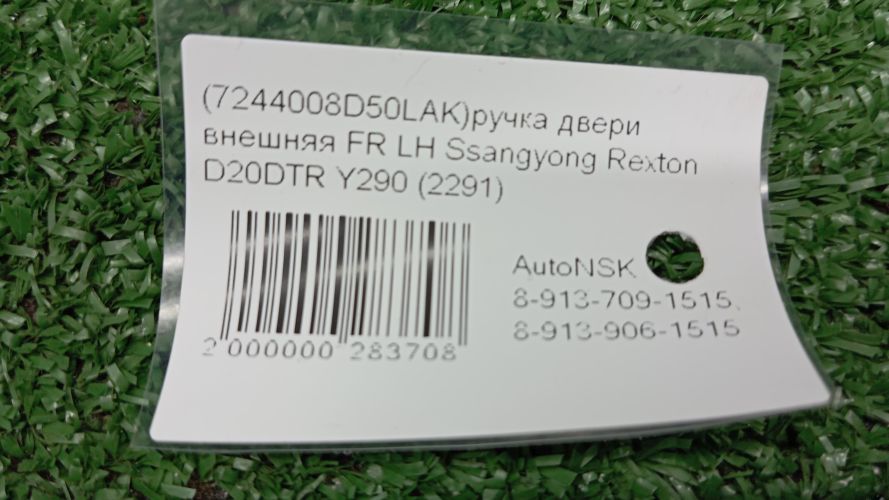 (7244008D50LAK)ручка двери
внешняя FR LH Ssangyong Rexton
D20DTR Y290 (2291)
AutoNSK
8-913-709-1515,
8-913-906-1515
2 000000 283708